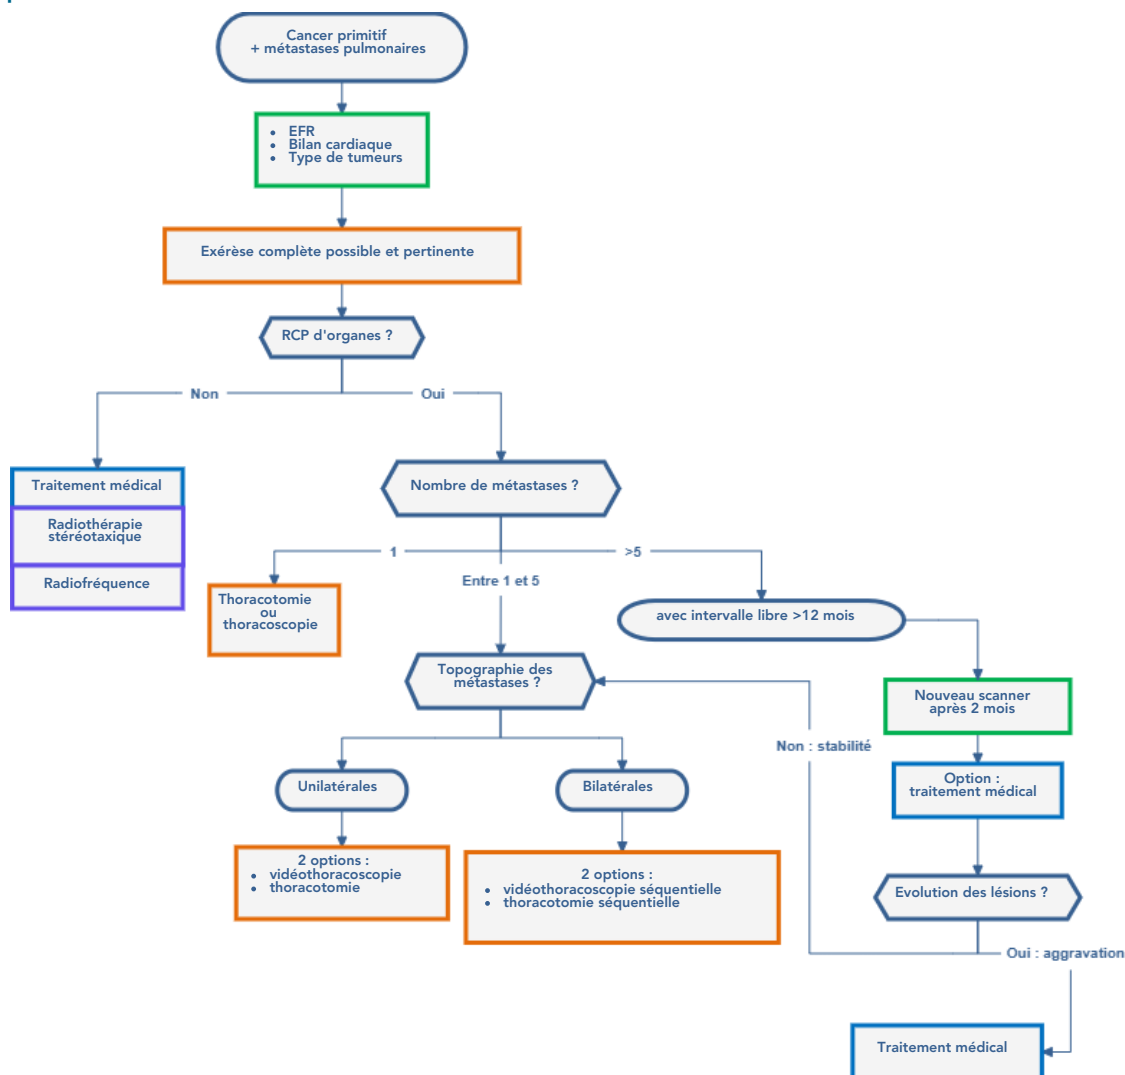 Cancer primitif
+ métastases pulmonaires
• EFR
• Bilan cardiaque
• Type de tumeurs
Exérèse complète possible et pertinente
RCP d'organes ?
Non
Oui
Traitement médical
Radiothérapie
stéréotaxique
Radiofréquence
Nombre de métastases ?
1
Entre 1 et 5
>5
Thoracotomie
ou
thoracoscopie
avec intervalle libre >12 mois
Topographie des
métastases ?
Nouveau scanner
après 2 mois
Non : stabilité
Option :
traitement médical
Unilatérales
Bilatérales
2 options :
• vidéothoracoscopie
• thoracotomie
2 options :
• vidéothoracoscopie séquentielle
• thoracotomie séquentielle
Evolution des lésions ?
Oui : aggravation
Traitement médical